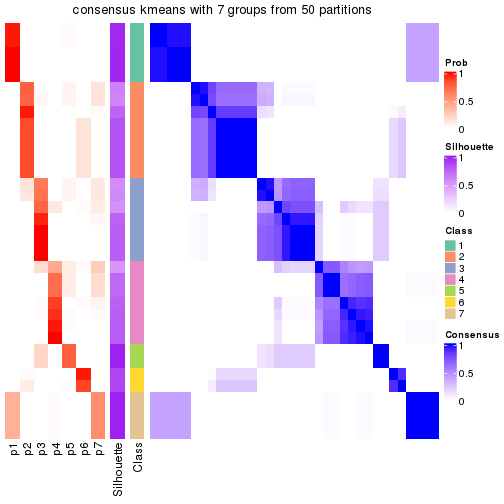 consensus kmeans with 7 groups from 50 partitions
Prob
1
0.5
0
Silhouette
1
0.5
0
Class
1
2
3
4
5
6
7
Consensus
1
0.5
0
p1
p2
p3
p4
p5
p6
p7
Silhouette
Class